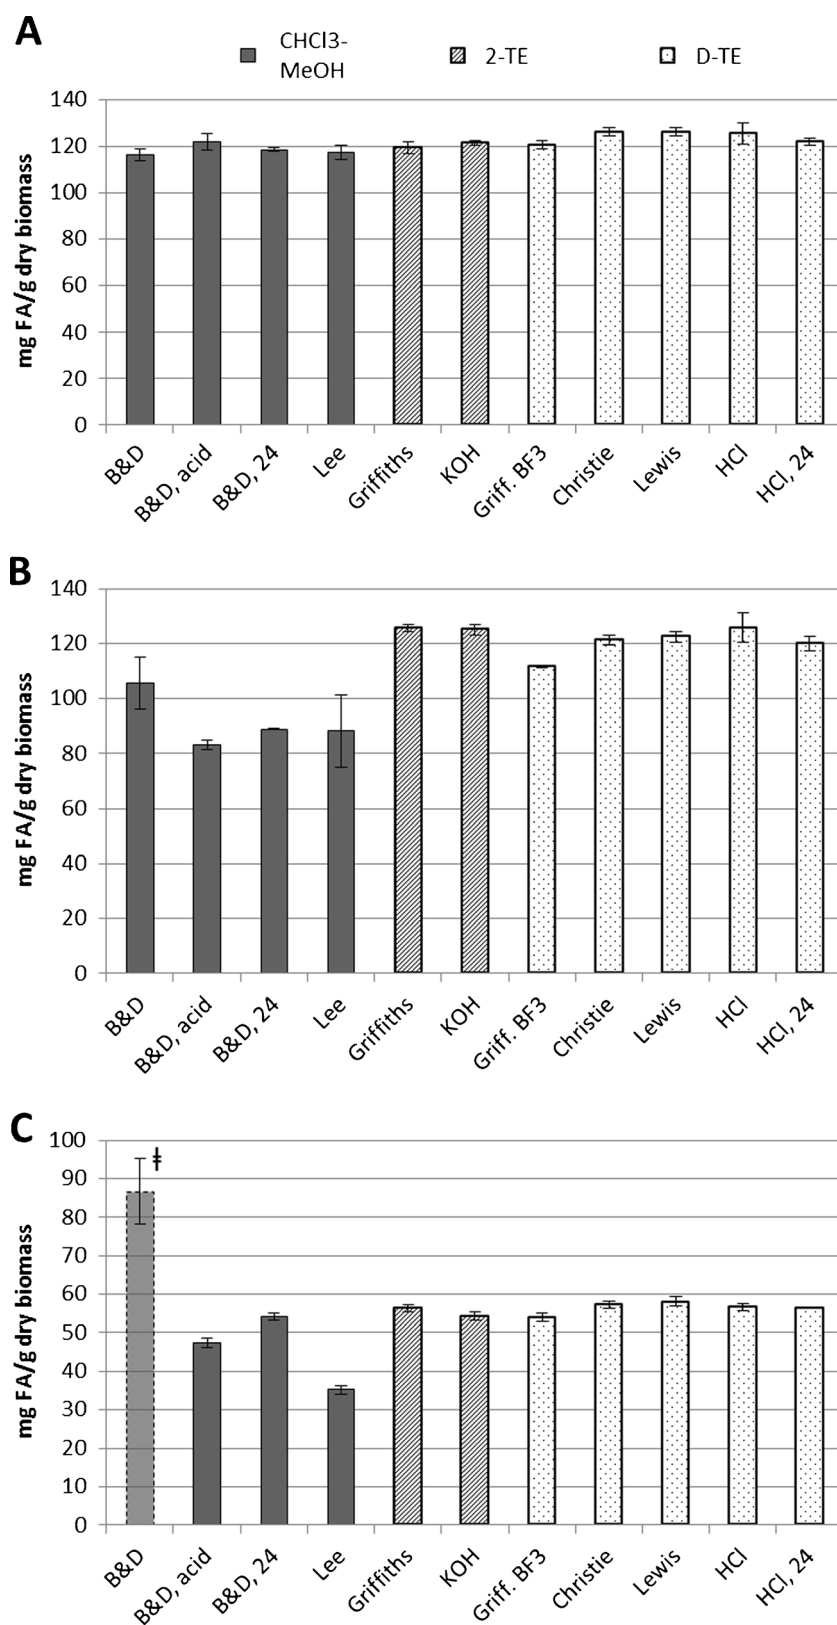 A
CHCl3-
MeOH
2-TE
D-TE
mg FA/g dry biomass
140
120
100
80
60
40
20
0
B&D
B&D, acid
B&D, 24
Lee
Griffiths
KOH
Griff. BF3
Christie
Lewis
HCl
HCl, 24
B
mg FA/g dry biomass
140
120
100
80
60
40
20
0
B&D
B&D, acid
B&D, 24
Lee
Griffiths
KOH
Griff. BF3
Christie
Lewis
HCl
HCl, 24
C
mg FA/g dry biomass
100
90
80
70
60
50
40
30
20
10
0
ǂ
B&D
B&D, acid
B&D, 24
Lee
Griffiths
KOH
Griff. BF3
Christie
Lewis
HCl
HCl, 24